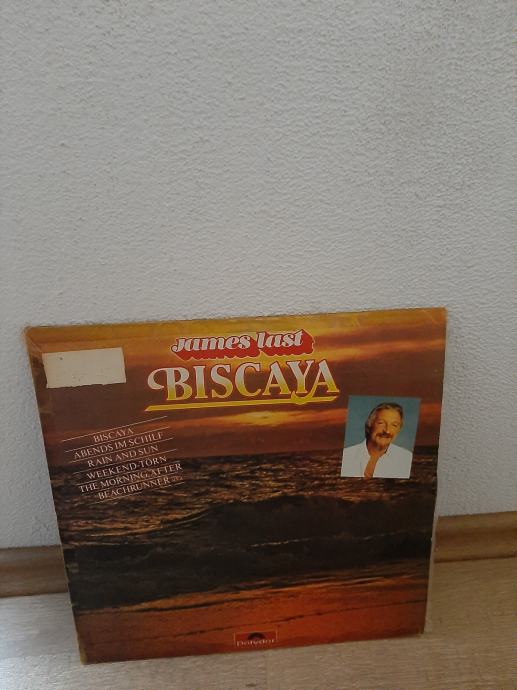 James Last
BISCAYA
BISCAYA
ABENDS IM SCHILF
RAIN AND SUN
WEEKEND-TÖRN
THE MORNING AFTER
BEACHRUNNER
Polydor